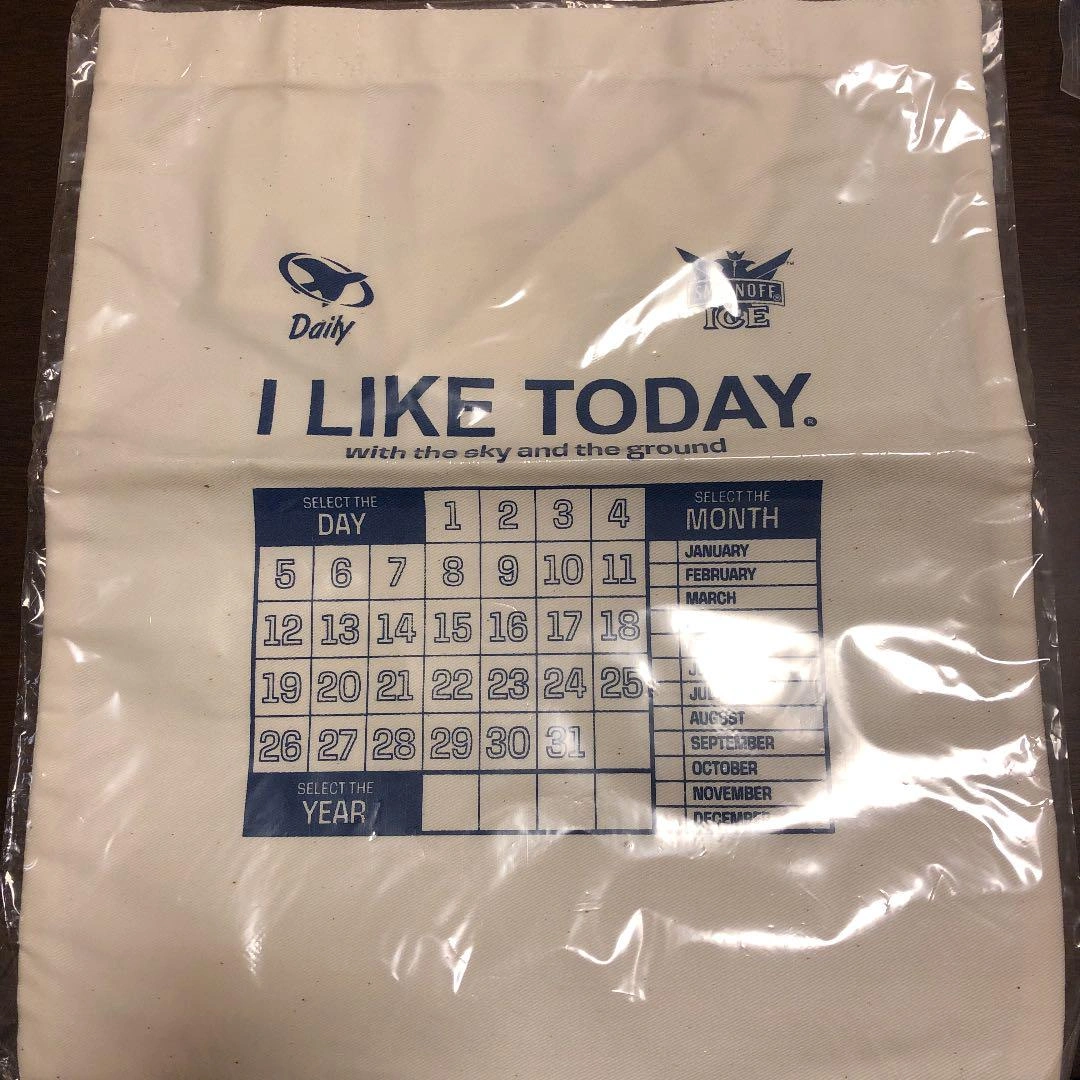 Daily
ICE
I LIKE TODAY.®
with the sky and the ground
SELECT THE
DAY
1 2 3 4
5 6 7 8 9 10 11
12 13 14 15 16 17 18
19 20 21 22 23 24 25
26 27 28 29 30 31
SELECT THE
YEAR
SELECT THE
MONTH
JANUARY
FEBRUARY
MARCH
AUGUST
SEPTEMBER
OCTOBER
NOVEMBER
DECEMBER